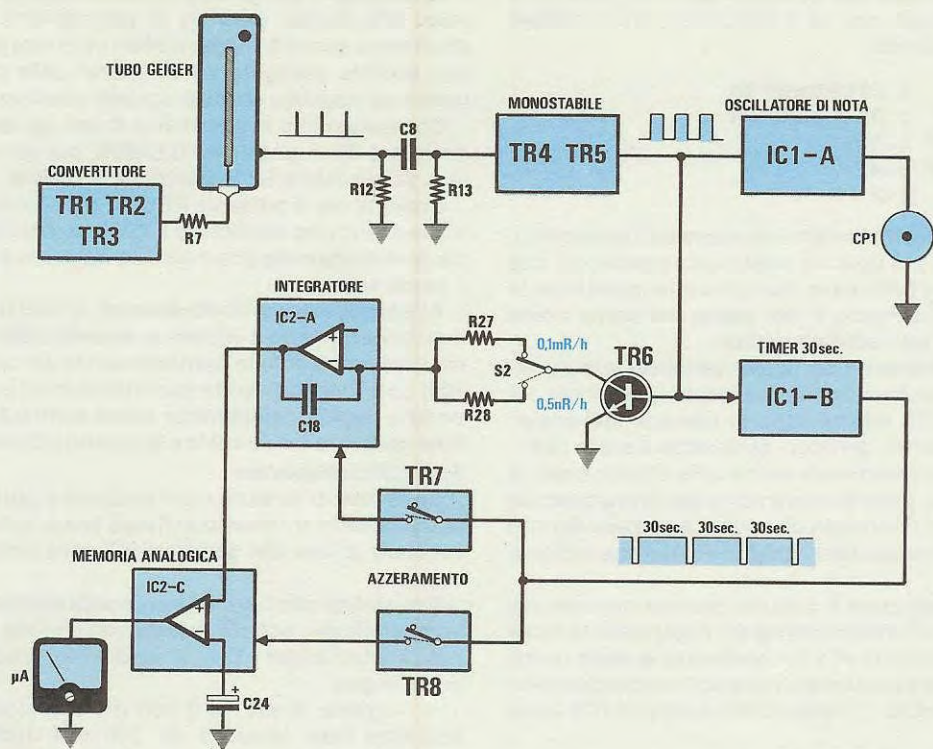 TUBO GEIGER
CONVERTITORE
TR1 TR2
TR3
R7
R12
C8
R13
MONOSTABILE
TR4 TR5
OSCILLATORE DI NOTA
IC1-A
CP1
INTEGRATORE
IC2-A
+
-
C18
R27
R28
S2
0,1mR/h
0,5nR/h
TR6
TIMER 30sec.
IC1-B
TR7
30sec. 30sec. 30sec.
MEMORIA ANALOGICA
IC2-C
+
-
AZZERAMENTO
TR8
µA
+
C24